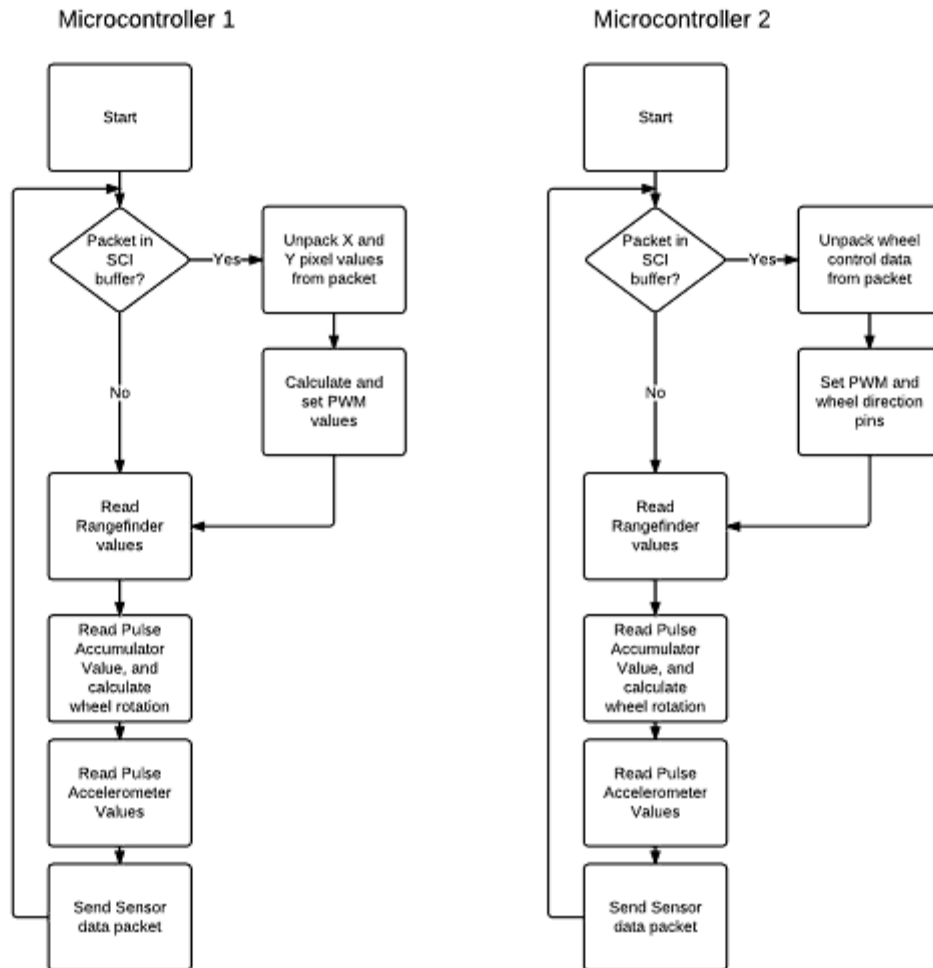 Microcontroller 1
Start
Packet in
SCI
buffer?
Yes
Unpack X and
Y pixel values
from packet
Calculate and
set PWM
values
No
Read
Rangefinder
values
Read Pulse
Accumulator
Value, and
calculate
wheel rotation
Read Pulse
Accelerometer
Values
Send Sensor
data packet
Microcontroller 2
Start
Packet in
SCI
buffer?
Yes
Unpack wheel
control data
from packet
Set PWM and
wheel direction
pins
No
Read
Rangefinder
values
Read Pulse
Accumulator
Value, and
calculate
wheel rotation
Read Pulse
Accelerometer
Values
Send Sensor
data packet